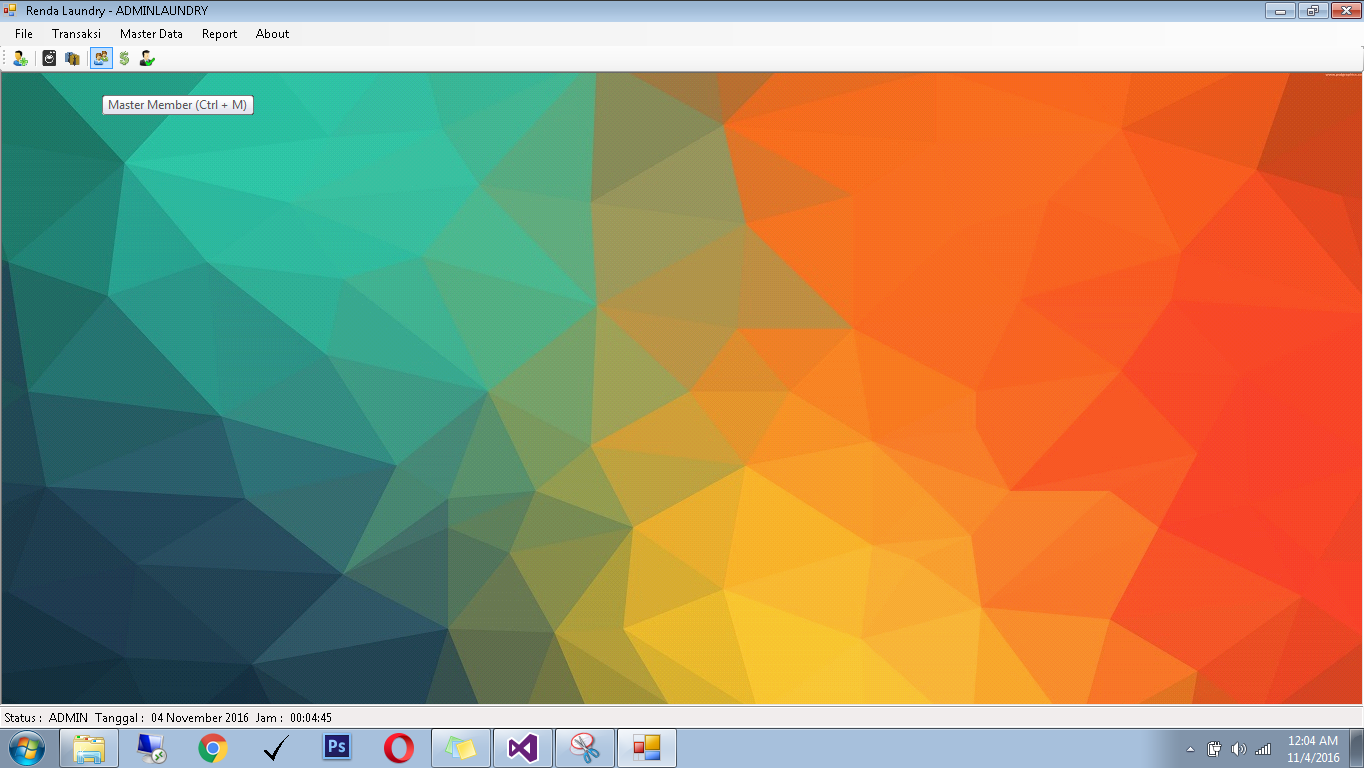 Renda Laundry - ADMINLAUNDRY
File Transaksi Master Data Report About
Master Member (Ctrl + M)
Status : ADMIN Tanggal : 04 November 2016 Jam : 00:04:45
Ps
12:04 AM
11/4/2016